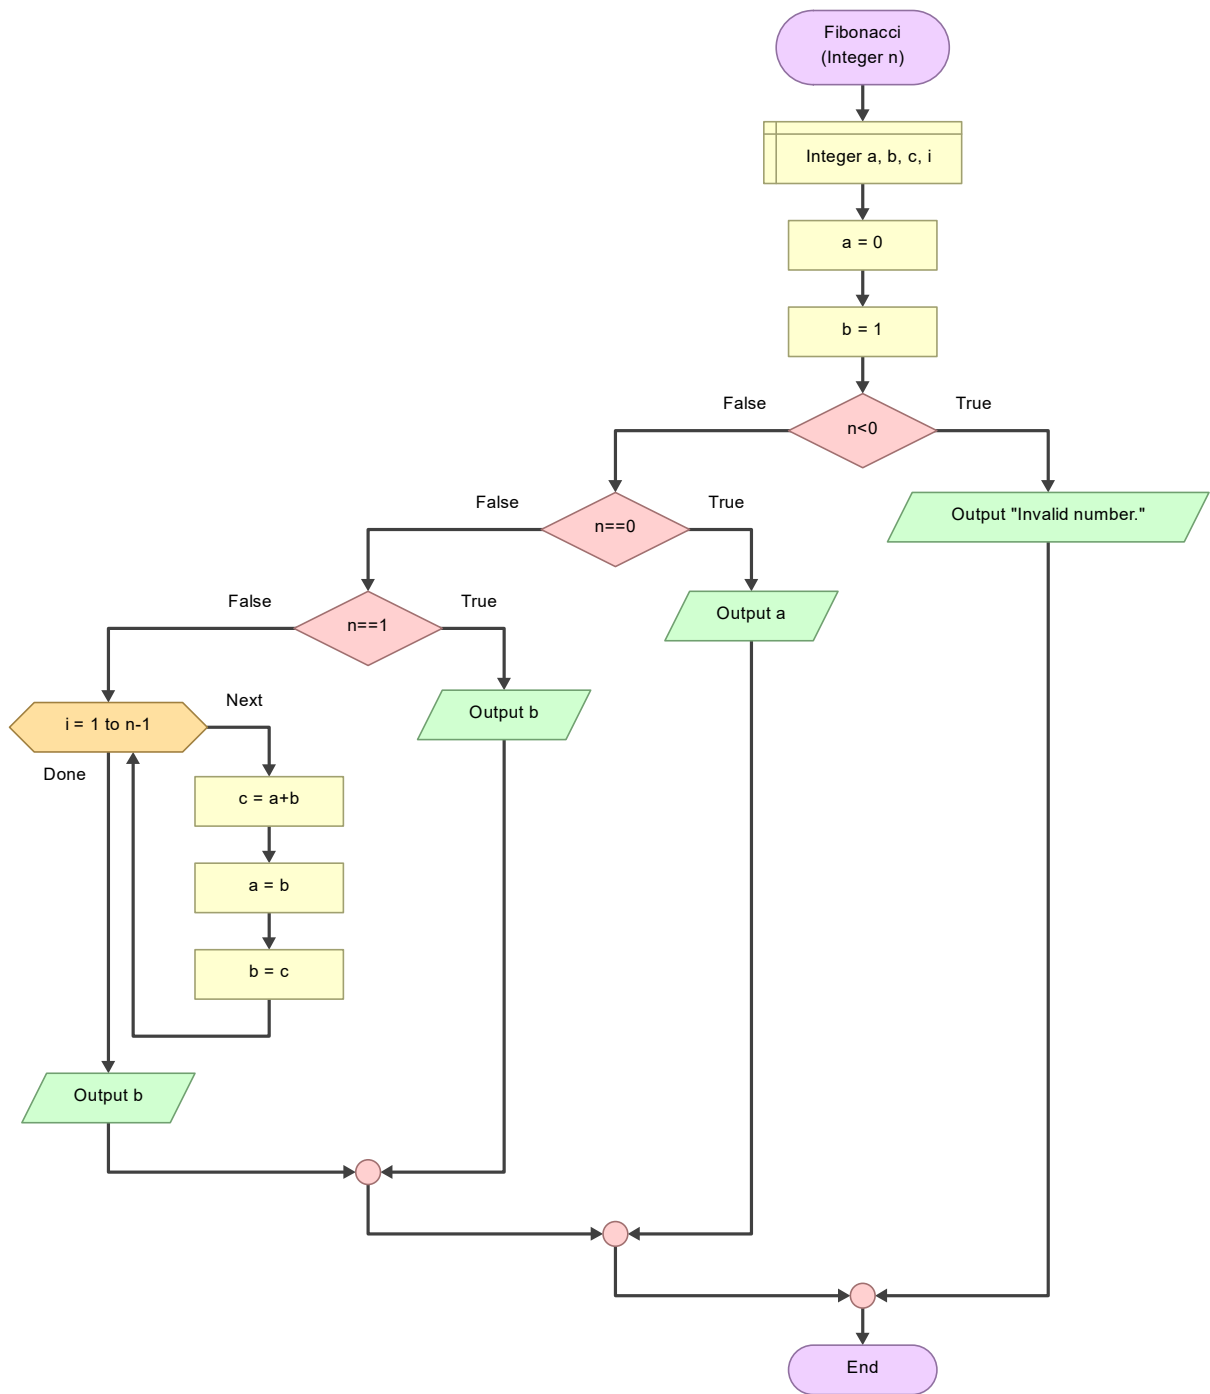 Fibonacci
(Integer n)
Integer a, b, c, i
a = 0
b = 1
False
True
n<0
False
True
Output "Invalid number."
n==0
False
True
Output a
n==1
Next
Output b
i = 1 to n-1
Done
c = a+b
a = b
b = c
Output b
End